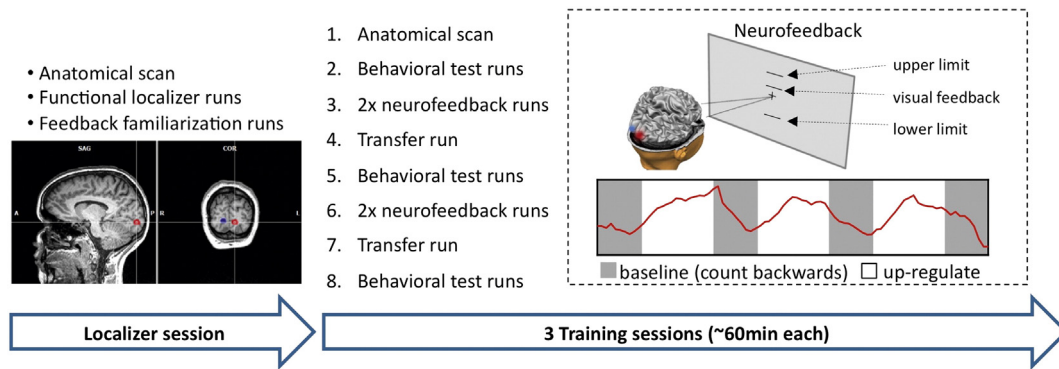 • Anatomical scan
• Functional localizer runs
• Feedback familiarization runs
SAG
COR
A
P
R
L
Localizer session
1. Anatomical scan
2. Behavioral test runs
3. 2x neurofeedback runs
4. Transfer run
5. Behavioral test runs
6. 2x neurofeedback runs
7. Transfer run
8. Behavioral test runs
Neurofeedback
upper limit
visual feedback
lower limit
baseline (count backwards)
up-regulate
3 Training sessions (~60min each)